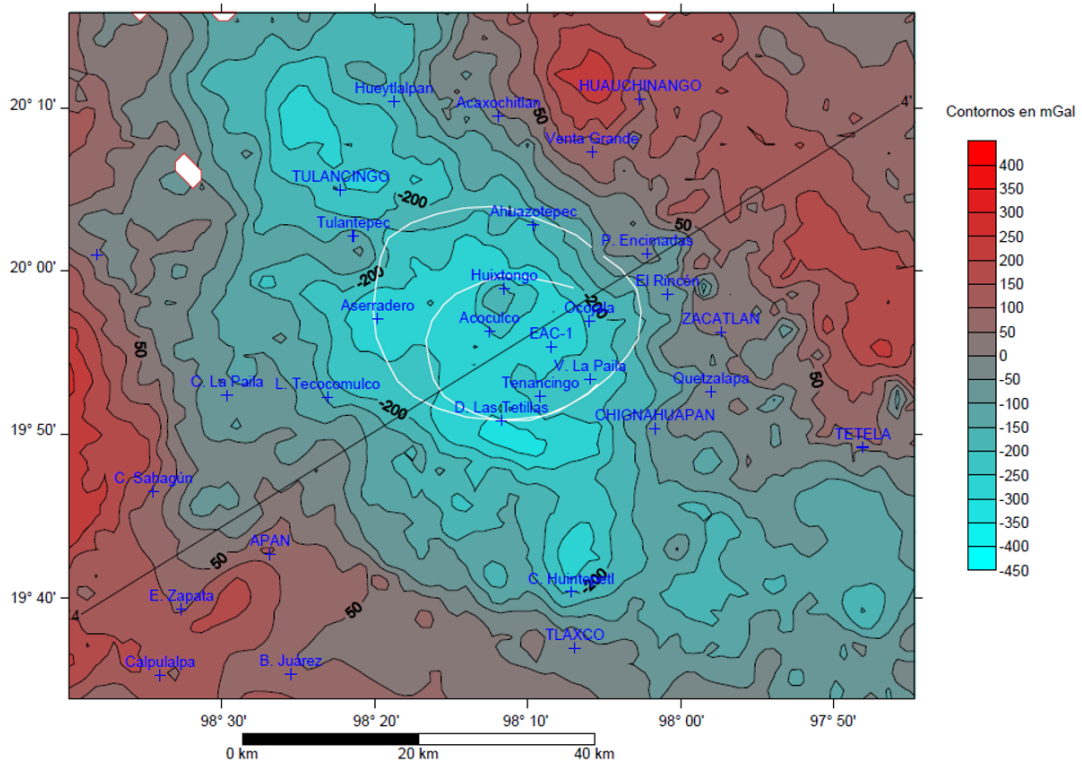 Hueytlalpan
HUAUCHINANGO
Acaxochitlan
4'
20° 10'
50
Venta Grande
TULANCINGO
-200
Tulantepec
Ahuazotepec
50
P. Encimadas
20° 00'
-200
Huixtongo
El Rincón
Aserradero
-200
Acoculco
ZACATLAN
EAC-1
50
V. La Paila
50
C. La Paila
L. Tecocomulco
Tenancingo
Quetzalapa
-200
D. Las Tetillas
CHIGNAHUAPAN
19° 50'
TETELA
C. Sahagún
APAN
50
-200
19° 40'
E. Zapata
50
4
TLAXCO
Calpulalpa
B. Juárez
98° 30'
98° 20'
98° 10'
98° 00'
97° 50'
0 km
20 km
40 km
Contornos en mGal
400
350
300
250
200
150
100
50
0
-50
-100
-150
-200
-250
-300
-350
-400
-450